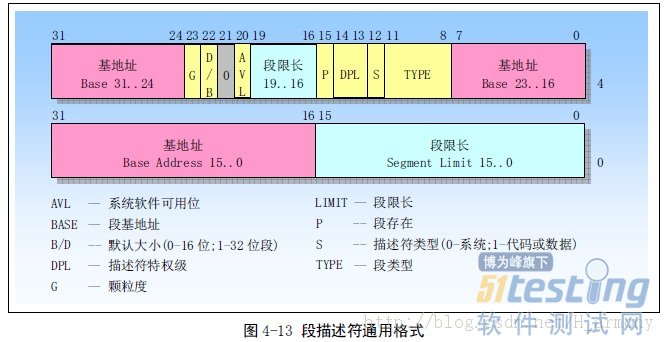 31 24 23 22 21 20 19 16 15 14 13 12 11 8 7 0
基地址 Base 31..24 G D/B 0 AVL 段限长 19..16 P DPL S TYPE 基地址 Base 23..16 4
31 16 15 0
基地址 段限长
Base Address 15..0 Segment Limit 15..0 0
AVL — 系统软件可用位 LIMIT — 段限长
BASE — 段基地址 P — 段存在
B/D — 默认大小(0-16 位;1-32 位段) S — 描述符类型(0-系统;1-代码或数据)
DPL — 描述符特权级 TYPE — 段类型
G — 颗粒度
博为峰旗下
51testing
软件测试网
图 4-13 段描述符通用格式